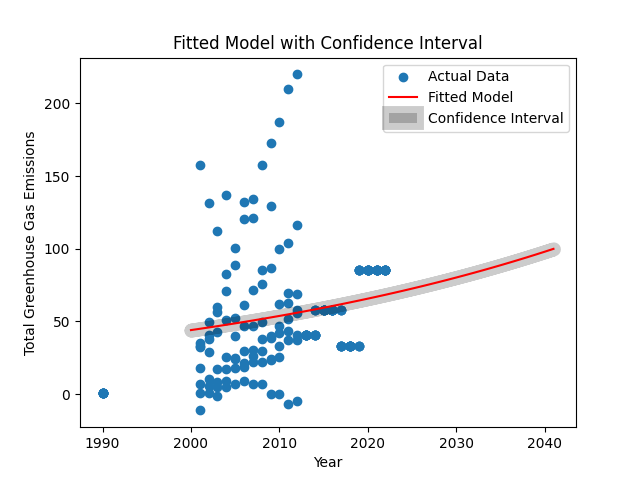 Fitted Model with Confidence Interval
Actual Data
Fitted Model
Confidence Interval
Total Greenhouse Gas Emissions
200
150
100
50
0
1990
2000
2010
2020
2030
2040
Year